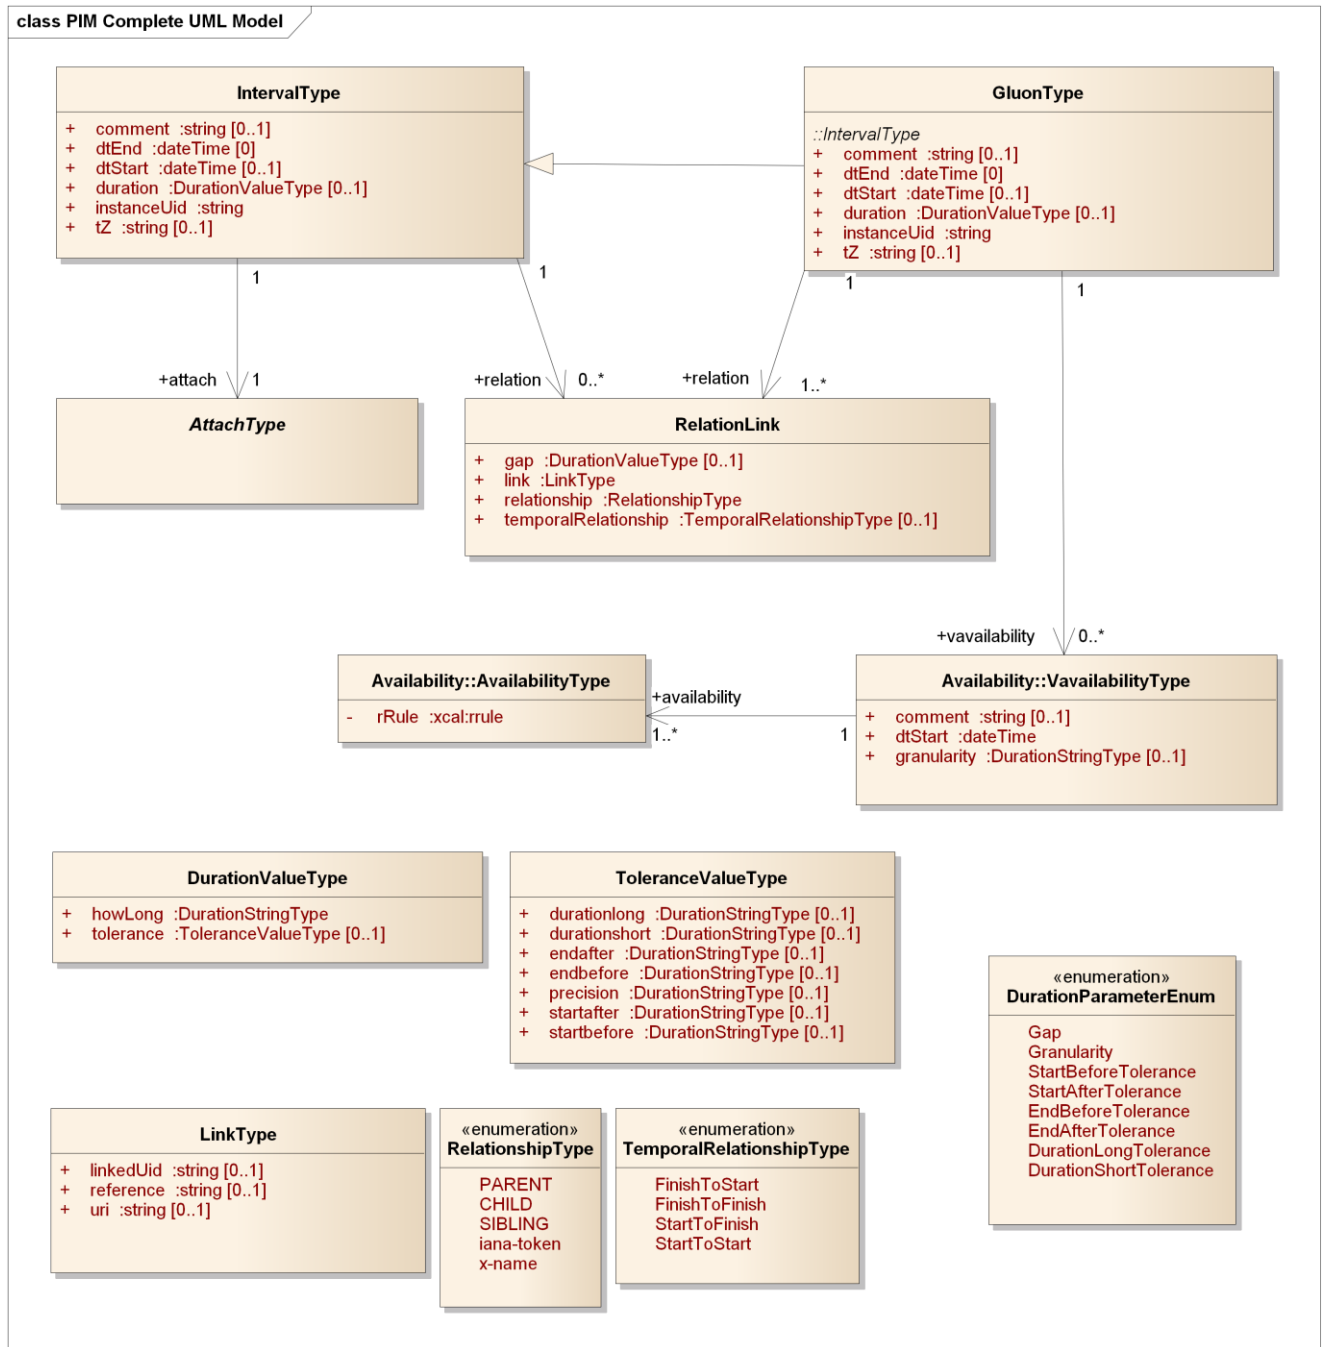 class PIM Complete UML Model
IntervalType
+ comment :string [0..1]
+ dtEnd :dateTime [0]
+ dtStart :dateTime [0..1]
+ duration :DurationValueType [0..1]
+ instanceUid :string
+ tZ :string [0..1]
GluonType
::IntervalType
+ comment :string [0..1]
+ dtEnd :dateTime [0]
+ dtStart :dateTime [0..1]
+ duration :DurationValueType [0..1]
+ instanceUid :string
+ tZ :string [0..1]
1
1
1
1
+attach
1
+relation
0..*
+relation
1..*
AttachType
RelationLink
+ gap :DurationValueType [0..1]
+ link :LinkType
+ relationship :RelationshipType
+ temporalRelationship :TemporalRelationshipType [0..1]
+vavailability
0..*
Availability::AvailabilityType
- rRule :xcal:rrule
+availability
1..*
1
Availability::VavailabilityType
+ comment :string [0..1]
+ dtStart :dateTime
+ granularity :DurationStringType [0..1]
DurationValueType
+ howLong :DurationStringType
+ tolerance :ToleranceValueType [0..1]
ToleranceValueType
+ durationlong :DurationStringType [0..1]
+ durationshort :DurationStringType [0..1]
+ endafter :DurationStringType [0..1]
+ endbefore :DurationStringType [0..1]
+ precision :DurationStringType [0..1]
+ startafter :DurationStringType [0..1]
+ startbefore :DurationStringType [0..1]
«enumeration»
DurationParameterEnum
Gap
Granularity
StartBeforeTolerance
StartAfterTolerance
EndBeforeTolerance
EndAfterTolerance
DurationLongTolerance
DurationShortTolerance
LinkType
+ linkedUid :string [0..1]
+ reference :string [0..1]
+ uri :string [0..1]
«enumeration»
RelationshipType
PARENT
CHILD
SIBLING
iana-token
x-name
«enumeration»
TemporalRelationshipType
FinishToStart
FinishToFinish
StartToFinish
StartToStart